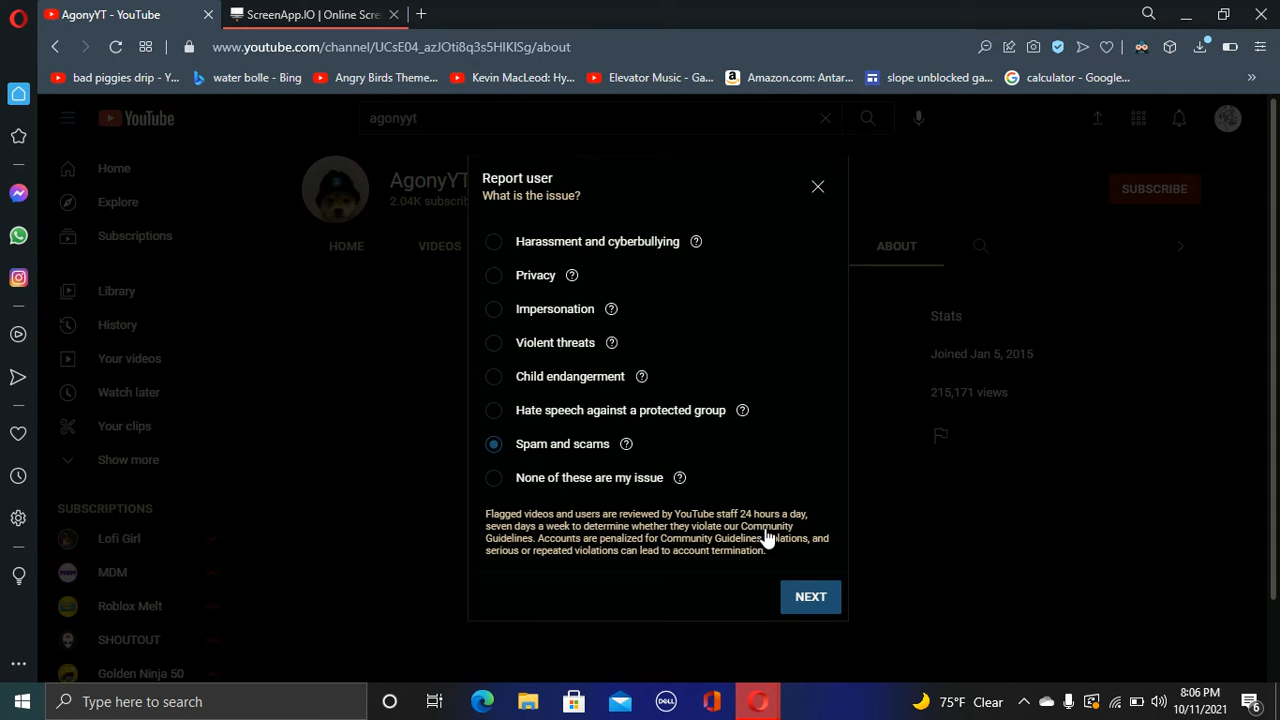 AgonyYT - YouTube
ScreenApp.IO | Online Scre
www.youtube.com/channel/UCsE04_azJOti8q3s5HIKISg/about
bad piggies drip - Y...
water bolle - Bing
Angry Birds Theme...
Kevin MacLeod: Hy...
Elevator Music - Ga...
Amazon.com: Antar...
slope unblocked ga...
calculator - Google...
YouTube
agonyyt
Home
Explore
Subscriptions
Library
History
Your videos
Watch later
Your clips
Show more
SUBSCRIPTIONS
Lofi Girl
MDM
Roblox Melt
SHOUTOUT
Golden Ninja 50
AgonyYT
2.04K subscrib
SUBSCRIBE
HOME
VIDEOS
ABOUT
Stats
Joined Jan 5, 2015
215,171 views
Report user
What is the issue?
Harassment and cyberbullying
Privacy
Impersonation
Violent threats
Child endangerment
Hate speech against a protected group
Spam and scams
None of these are my issue
Flagged videos and users are reviewed by YouTube staff 24 hours a day,
seven days a week to determine whether they violate our Community
Guidelines. Accounts are penalized for Community Guidelines violations, and
serious or repeated violations can lead to account termination.
NEXT
Type here to search
DELL
75°F Clear
8:06 PM
10/11/2021
6